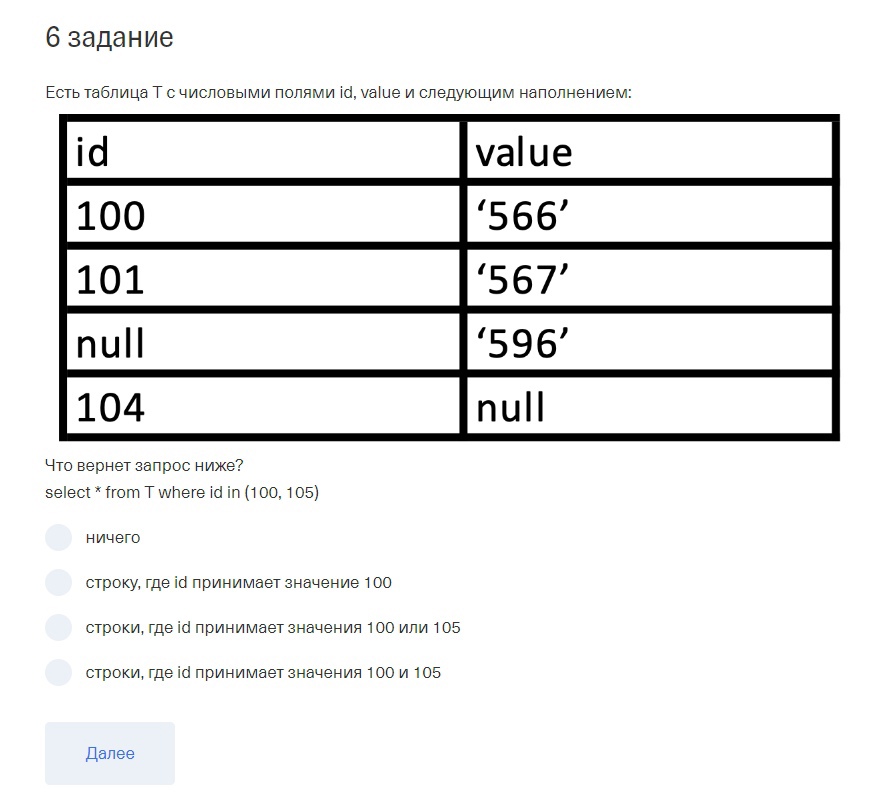 6 задание
Есть таблица T с числовыми полями id, value и следующим наполнением:
id value
100 ‘566’
101 ‘567’
null ‘596’
104 null
Что вернет запрос ниже?
select * from T where id in (100, 105)
ничего
строку, где id принимает значение 100
строки, где id принимает значения 100 или 105
строки, где id принимает значения 100 и 105
Далее